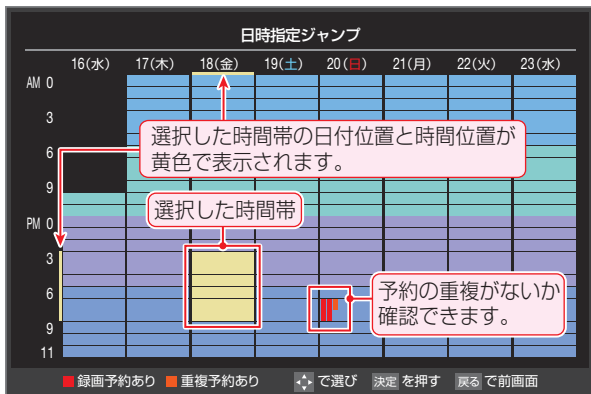 日時指定ジャンプ
16(水) 17(木) 18(金) 19(土) 20(日) 21(月) 22(火) 23(水)
AM 0
3
選択した時間帯の日付位置と時間位置が
黄色で表示されます。
6
9
選択した時間帯
PM 0
3
予約の重複がないか
確認できます。
6
9
11
録画予約あり 重複予約あり で選び 決定 を押す 戻る で前画面